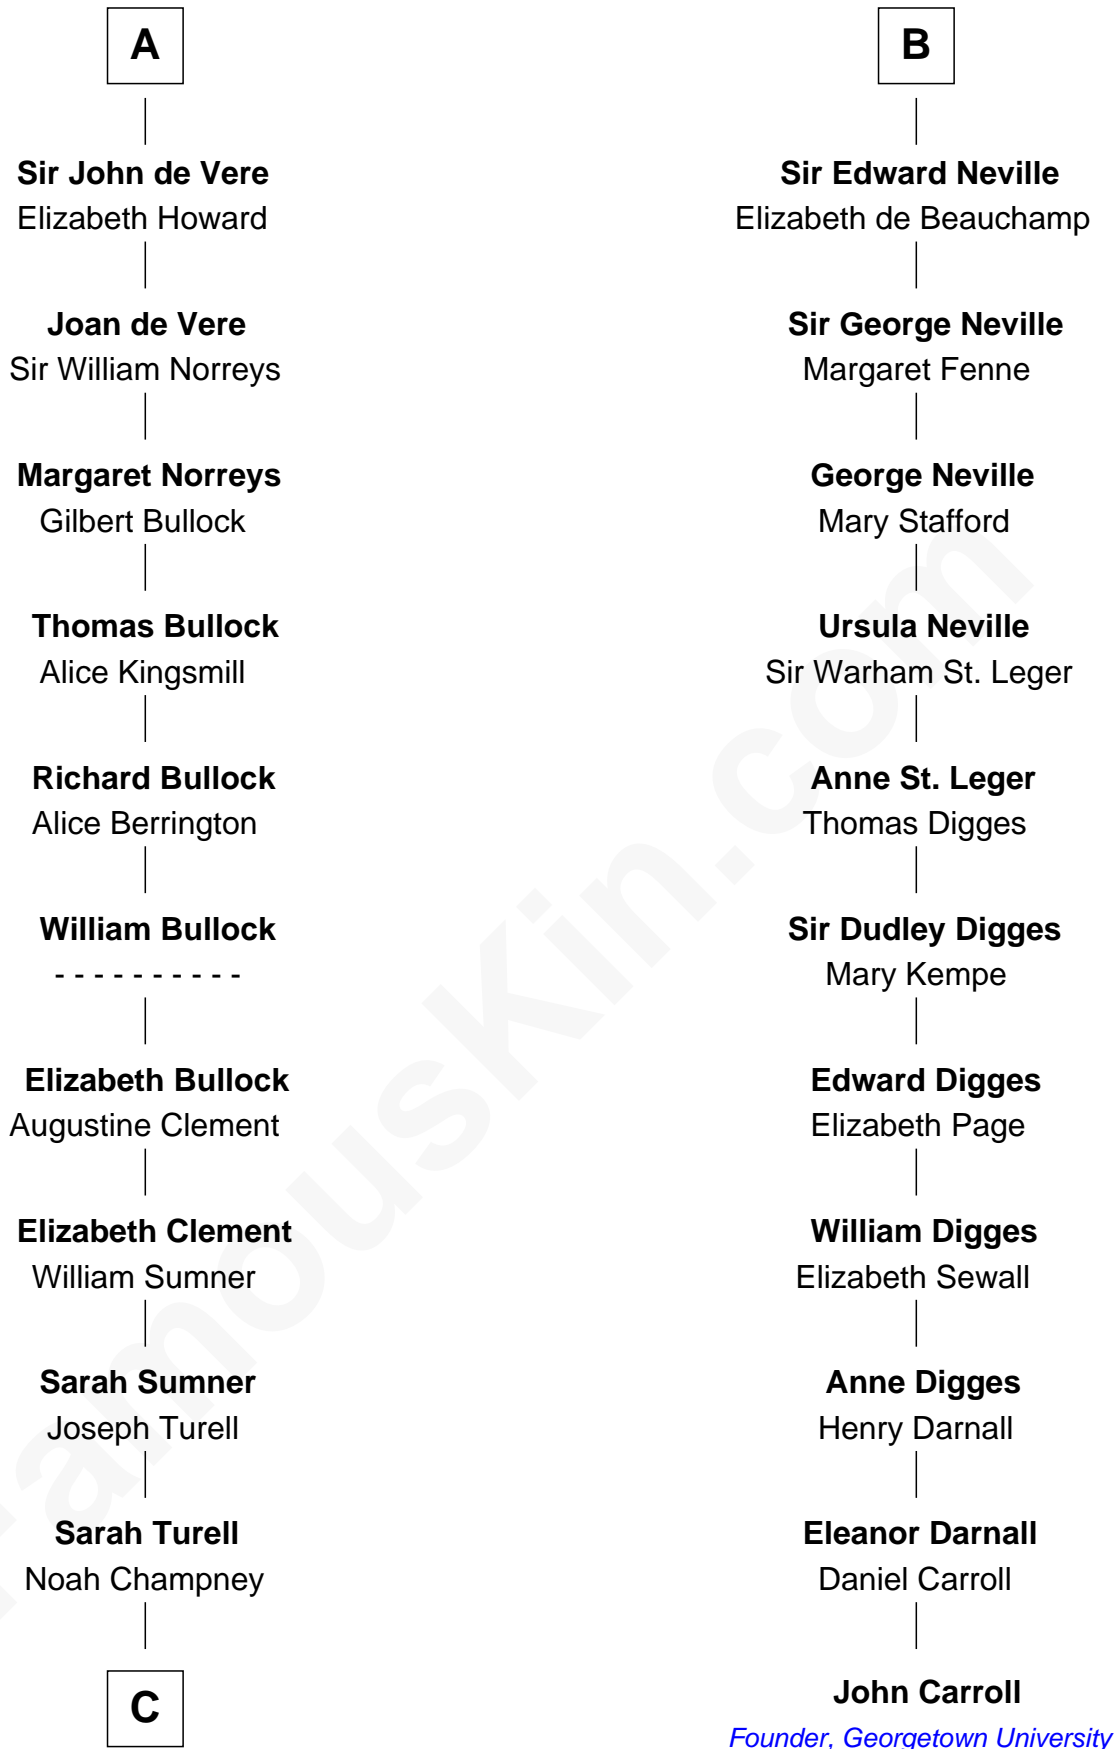 A
Sir John de Vere
Elizabeth Howard
Joan de Vere
Sir William Norreys
Margaret Norreys
Gilbert Bullock
Thomas Bullock
Alice Kingsmill
Richard Bullock
Alice Berrington
William Bullock
- - - - - - - - - -
Elizabeth Bullock
Augustine Clement
Elizabeth Clement
William Sumner
Sarah Sumner
Joseph Turell
Sarah Turell
Noah Champney
C
B
Sir Edward Neville
Elizabeth de Beauchamp
Sir George Neville
Margaret Fenne
George Neville
Mary Stafford
Ursula Neville
Sir Warham St. Leger
Anne St. Leger
Thomas Digges
Sir Dudley Digges
Mary Kempe
Edward Digges
Elizabeth Page
William Digges
Elizabeth Sewall
Anne Digges
Henry Darnall
Eleanor Darnall
Daniel Carroll
John Carroll
Founder, Georgetown University
FamousKin.com